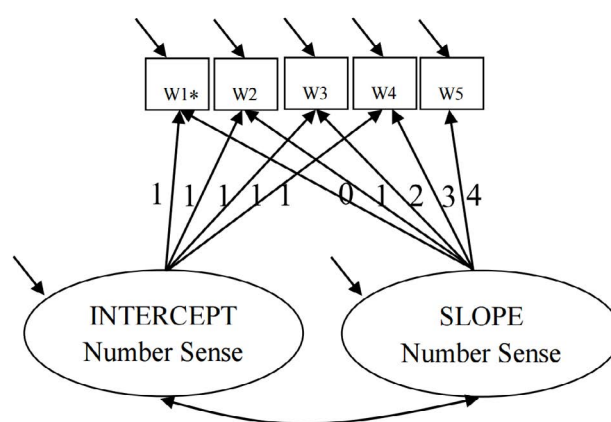 W1* W2 W3 W4 W5
1 1 1 1 1 0 1 2 3 4
INTERCEPT
Number Sense
SLOPE
Number Sense